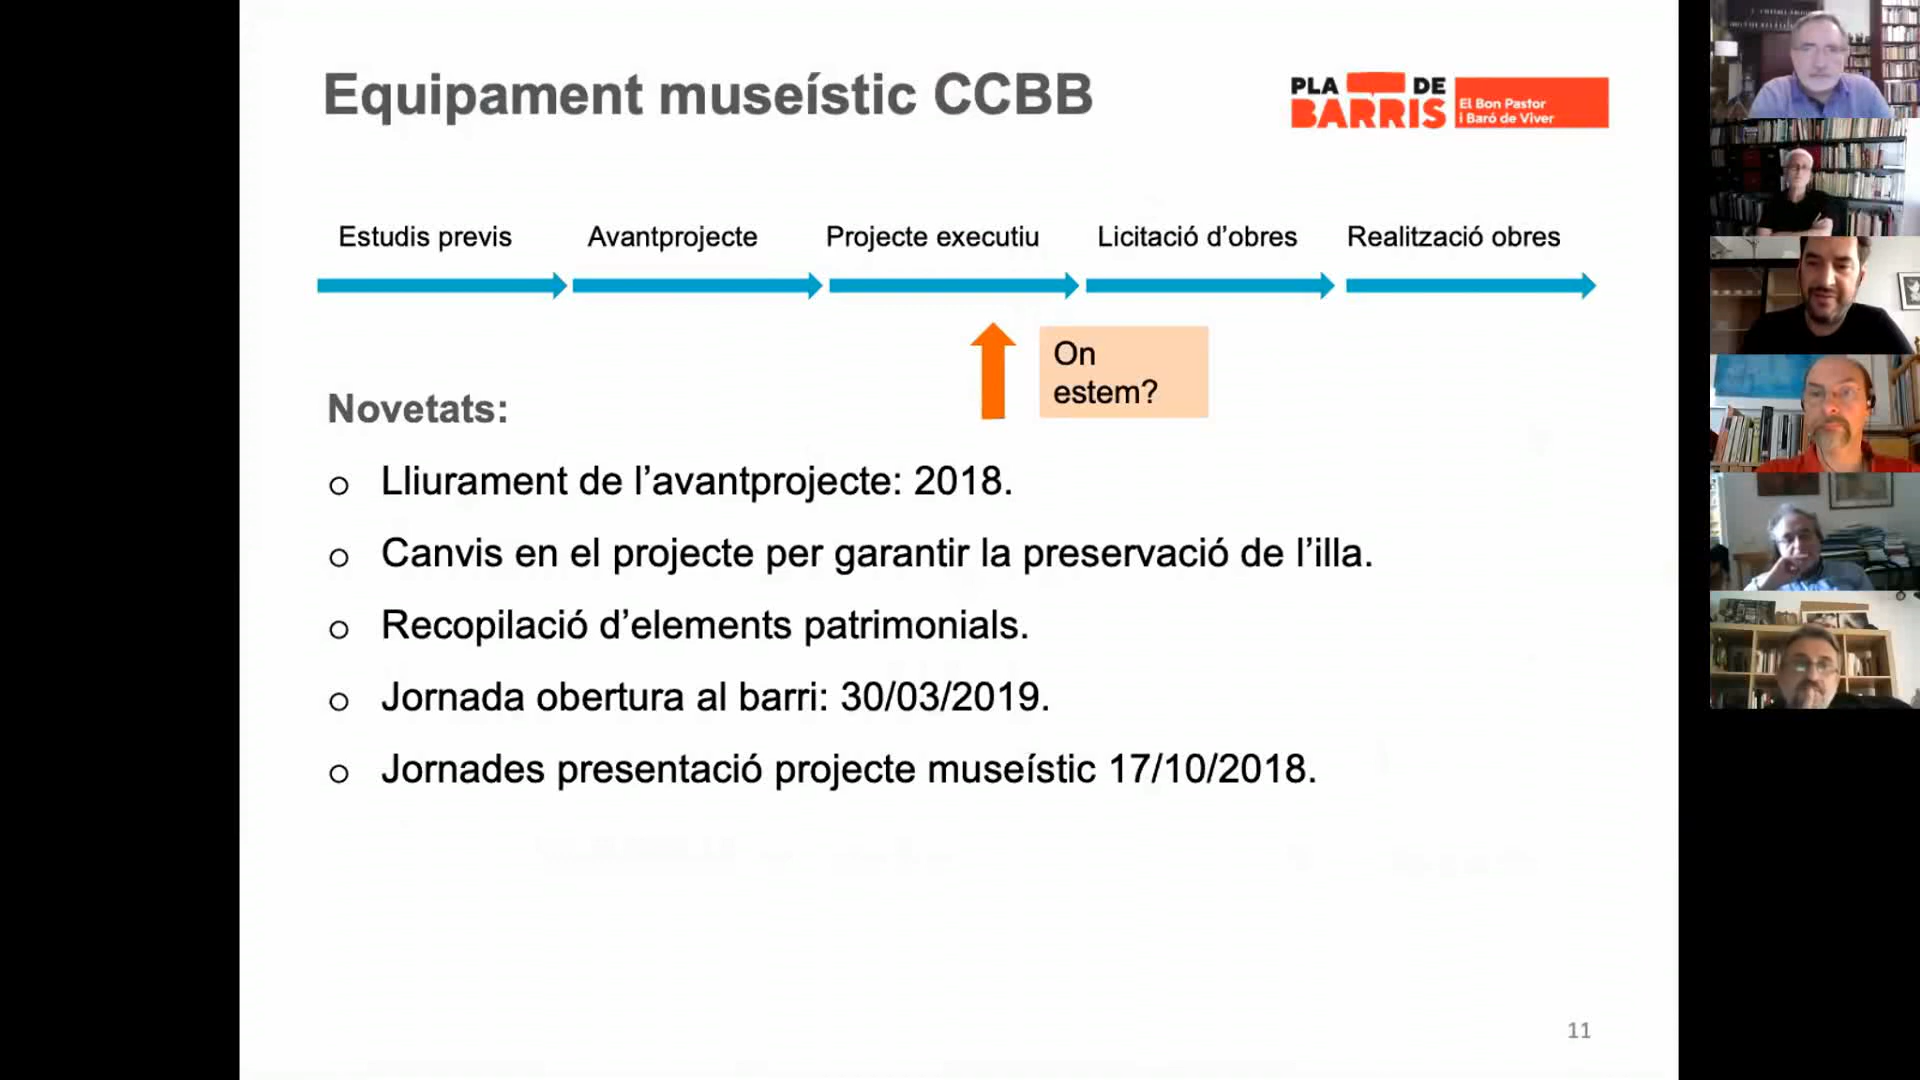 Equipament museístic CCBB
PLA DE
BARRIS
El Bon Pastor
i Baró de Viver
Estudis previs
Avantprojecte
Projecte executiu
Licitació d’obres
Realització obres
On
estem?
Novetats:
Lliurament de l’avantprojecte: 2018.
Canvis en el projecte per garantir la preservació de l’illa.
Recopilació d’elements patrimonials.
Jornada obertura al barri: 30/03/2019.
Jornades presentació projecte museístic 17/10/2018.
11